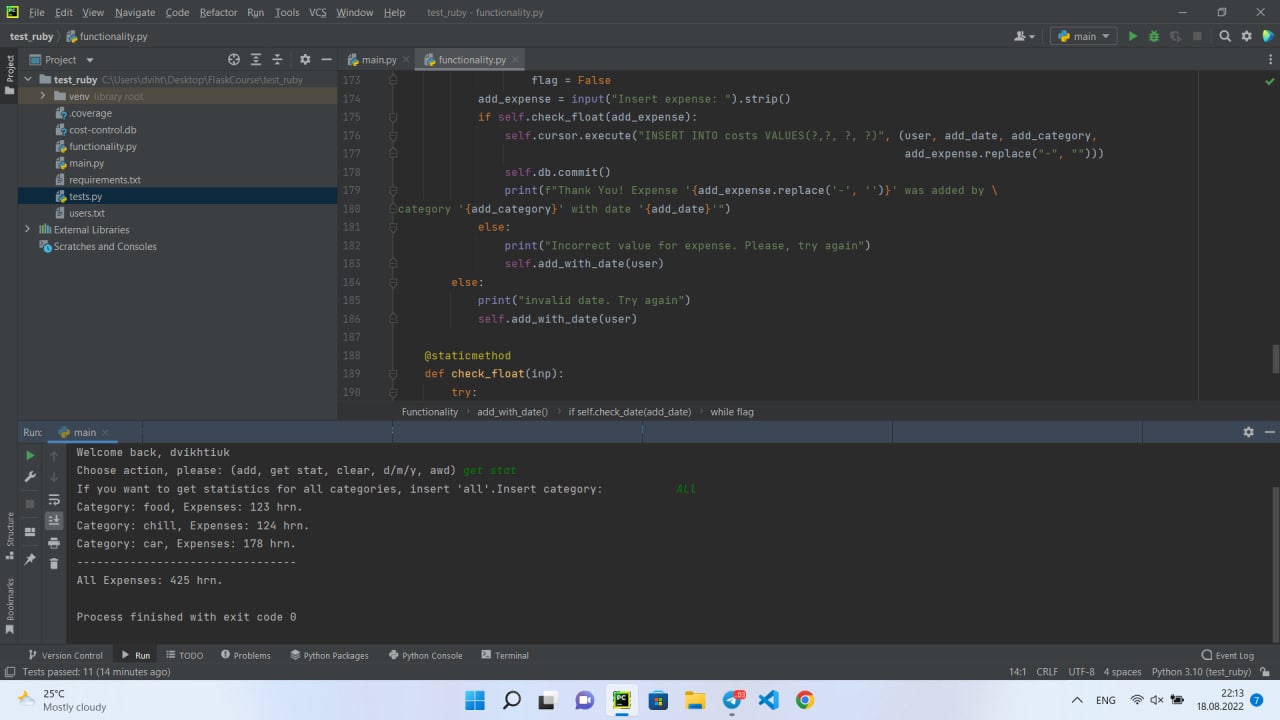 File Edit View Navigate Code Refactor Run Tools VCS Window Help test_ruby - functionality.py
test_ruby functionality.py main
Project main.py functionality.py
Project
test_ruby C:\Users\dviht\Desktop\FlaskCourse\test_ruby
venv library root
.coverage
cost-control.db
functionality.py
main.py
requirements.txt
tests.py
users.txt
External Libraries
Scratches and Consoles
173 flag = False
174 add_expense = input("Insert expense: ").strip()
175 if self.check_float(add_expense):
176 self.cursor.execute("INSERT INTO costs VALUES(?,?, ?, ?)", (user, add_date, add_category,
177 add_expense.replace("-", "")))
178 self.db.commit()
179 print(f"Thank You! Expense '{add_expense.replace('-', '')}' was added by \
180 category '{add_category}' with date '{add_date}'")
181 else:
182 print("Incorrect value for expense. Please, try again")
183 self.add_with_date(user)
184 else:
185 print("invalid date. Try again")
186 self.add_with_date(user)
187
188 @staticmethod
189 def check_float(inp):
190 try:
Functionality add_with_date() if self.check_date(add_date) while flag
Run: main
Welcome back, dvikhtiuk
Choose action, please: (add, get stat, clear, d/m/y, awd) get stat
If you want to get statistics for all categories, insert 'all'.Insert category: ALl
Category: food, Expenses: 123 hrn.
Category: chill, Expenses: 124 hrn.
Category: car, Expenses: 178 hrn.
--------------------------------
All Expenses: 425 hrn.
Process finished with exit code 0
Structure
Bookmarks
Version Control Run TODO Problems Python Packages Python Console Terminal Event Log
Tests passed: 11 (14 minutes ago) 14:1 CRLF UTF-8 4 spaces Python 3.10 (test_ruby)
25°C
Mostly cloudy
PC
03
ENG
22:13
18.08.2022
7